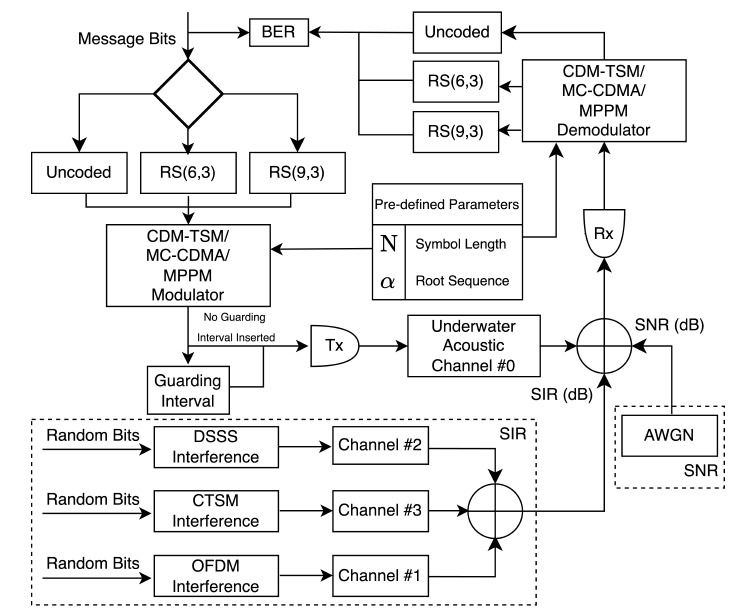 Message Bits
BER
Uncoded
RS(6,3)
RS(9,3)
CDM-TSM/
MC-CDMA/
MPPM
Demodulator
Uncoded
RS(6,3)
RS(9,3)
Pre-defined Parameters
N
Symbol Length
α
Root Sequence
Rx
CDM-TSM/
MC-CDMA/
MPPM
Modulator
No Guarding
Interval Inserted
Guarding
Interval
Tx
Underwater
Acoustic
Channel #0
SNR (dB)
SIR (dB)
AWGN
SNR
SIR
Random Bits
DSSS
Interference
Channel #2
Random Bits
CTSM
Interference
Channel #3
Random Bits
OFDM
Interference
Channel #1